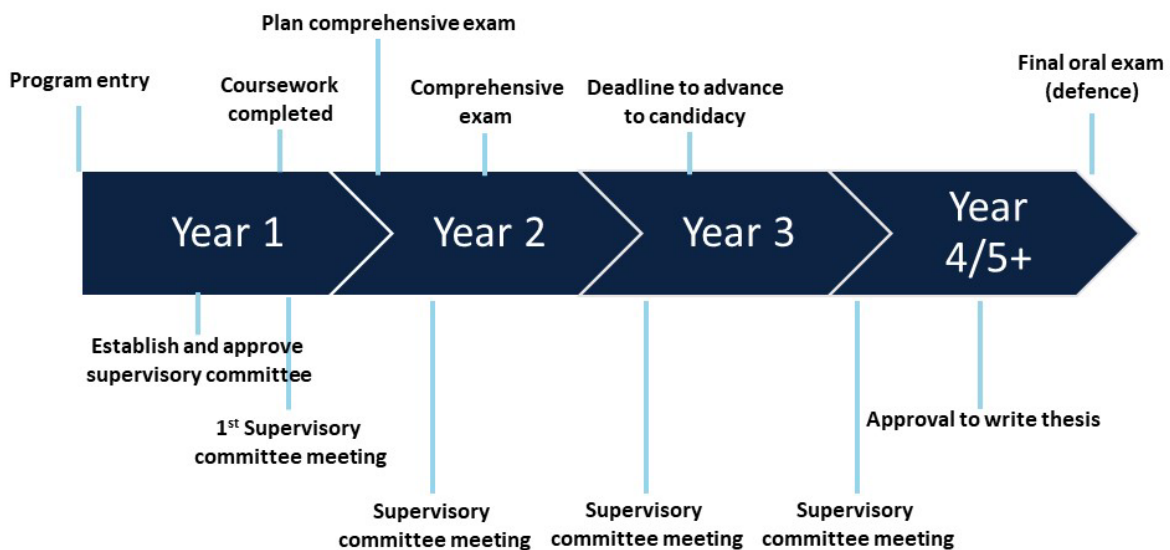 Plan comprehensive exam
Program entry
Coursework
completed
Comprehensive
exam
Deadline to advance
to candidacy
Final oral exam
(defence)
Year 1
Year 2
Year 3
Year
4/5+
Establish and approve
supervisory committee
1st Supervisory
committee meeting
Approval to write thesis
Supervisory
committee meeting
Supervisory
committee meeting
Supervisory
committee meeting